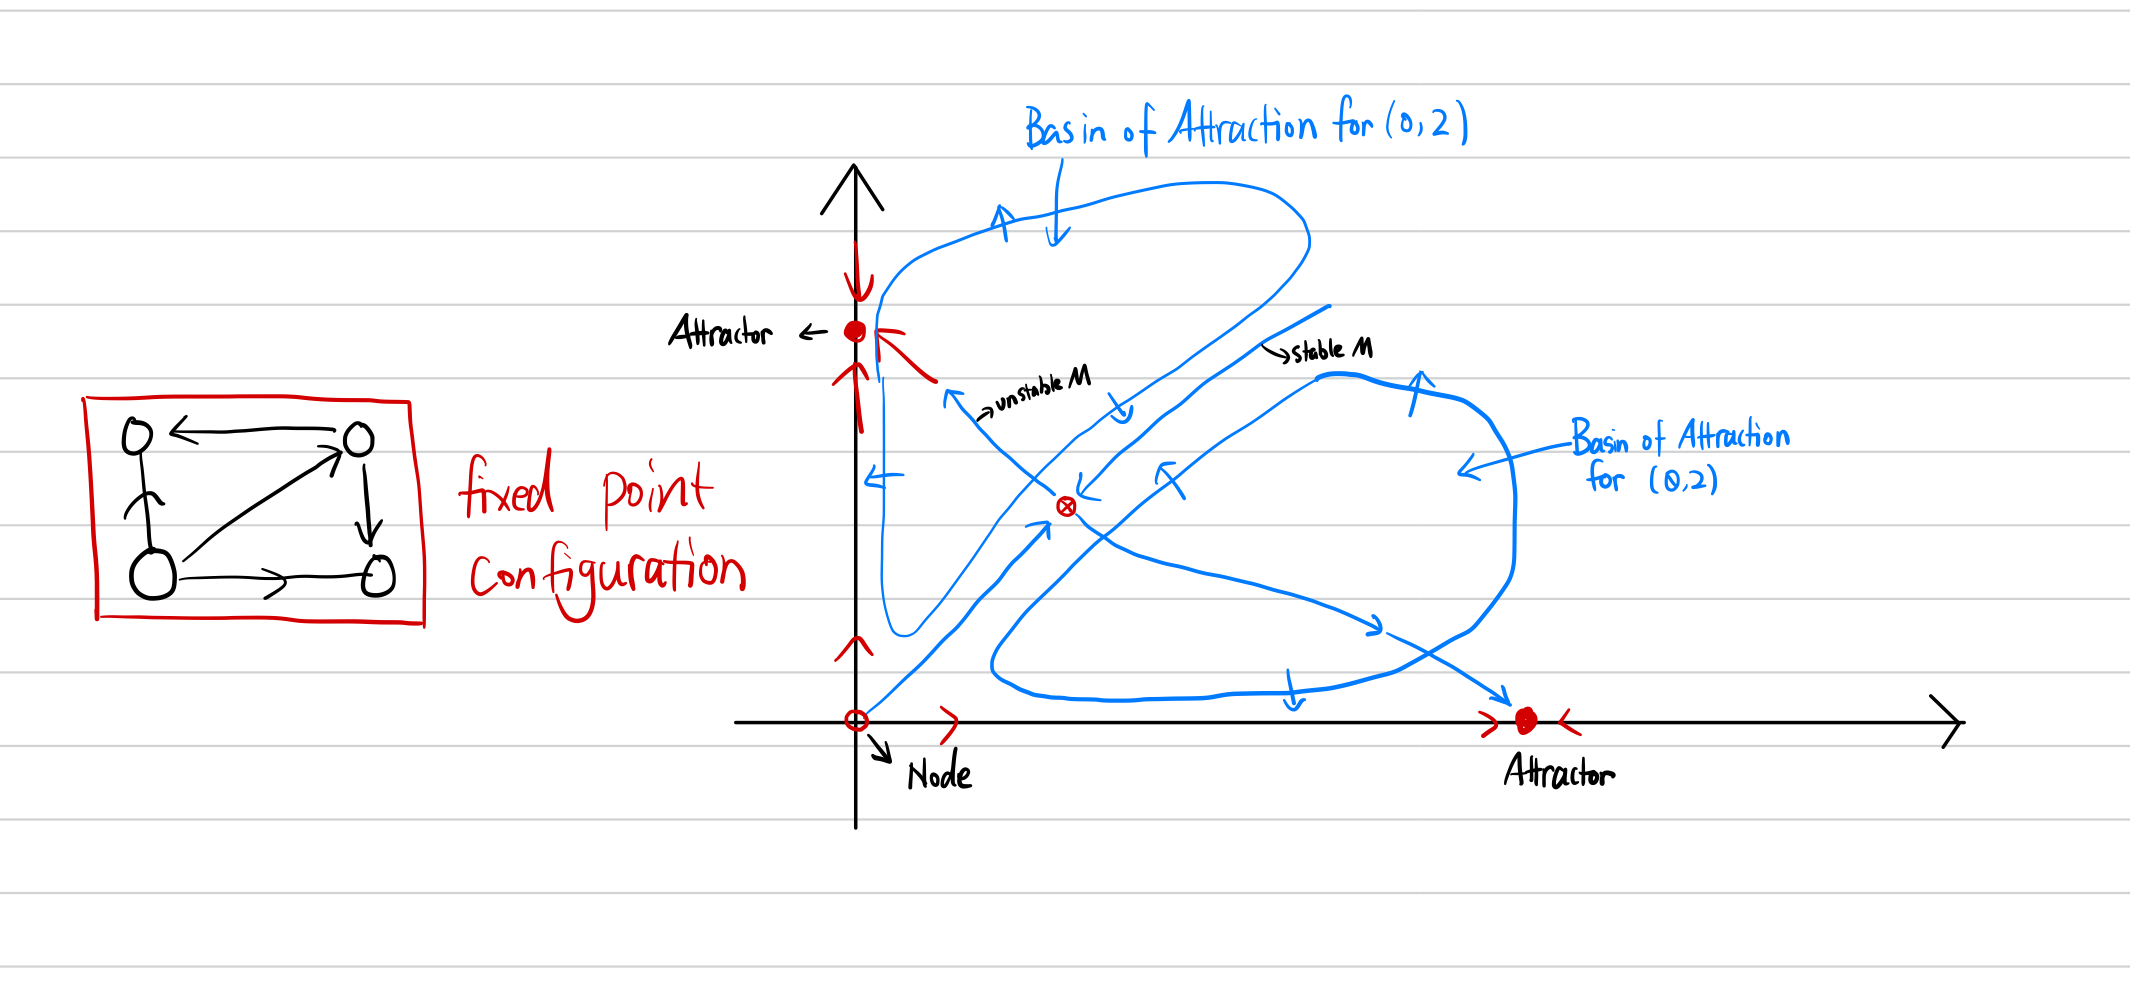 Basin of Attraction for (0,2)
Attractor
stable M
unstable M
Basin of Attraction
for (0,2)
fixed point
configuration
Node
Attractor